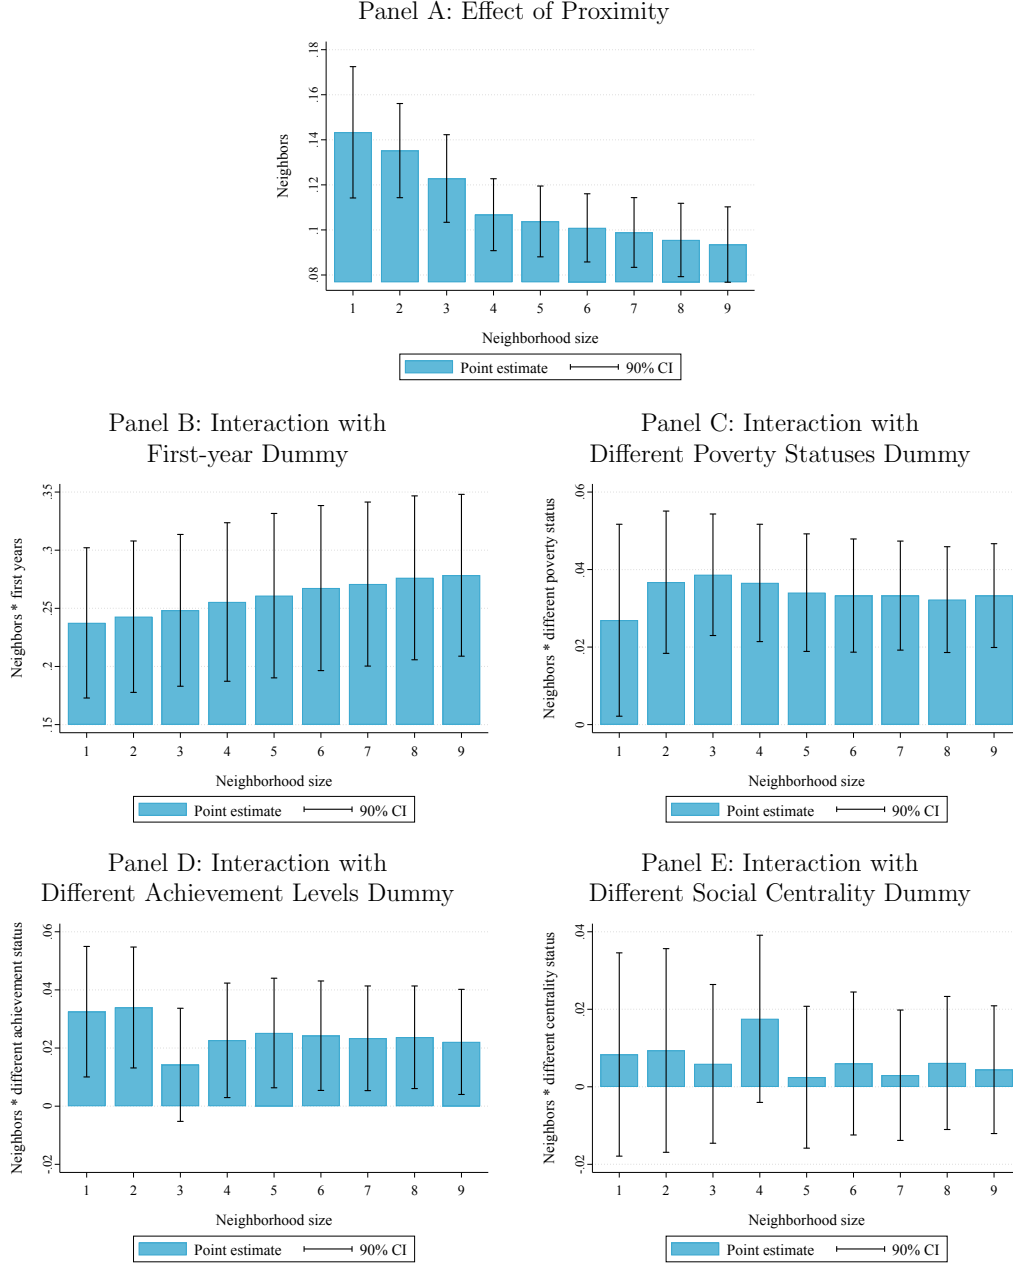 Panel A: Effect of Proximity
Neighbors
.18
.16
.14
.12
.1
.08
1 2 3 4 5 6 7 8 9
Neighborhood size
Point estimate 90% CI
Panel B: Interaction with
First-year Dummy
Neighbors * first years
.35
.3
.25
.2
.15
1 2 3 4 5 6 7 8 9
Neighborhood size
Point estimate 90% CI
Panel C: Interaction with
Different Poverty Statuses Dummy
Neighbors * different poverty status
.06
.04
.02
0
1 2 3 4 5 6 7 8 9
Neighborhood size
Point estimate 90% CI
Panel D: Interaction with
Different Achievement Levels Dummy
Neighbors * different achievement status
.06
.04
.02
0
-.02
1 2 3 4 5 6 7 8 9
Neighborhood size
Point estimate 90% CI
Panel E: Interaction with
Different Social Centrality Dummy
Neighbors * different centrality status
.04
.02
0
-.02
1 2 3 4 5 6 7 8 9
Neighborhood size
Point estimate 90% CI